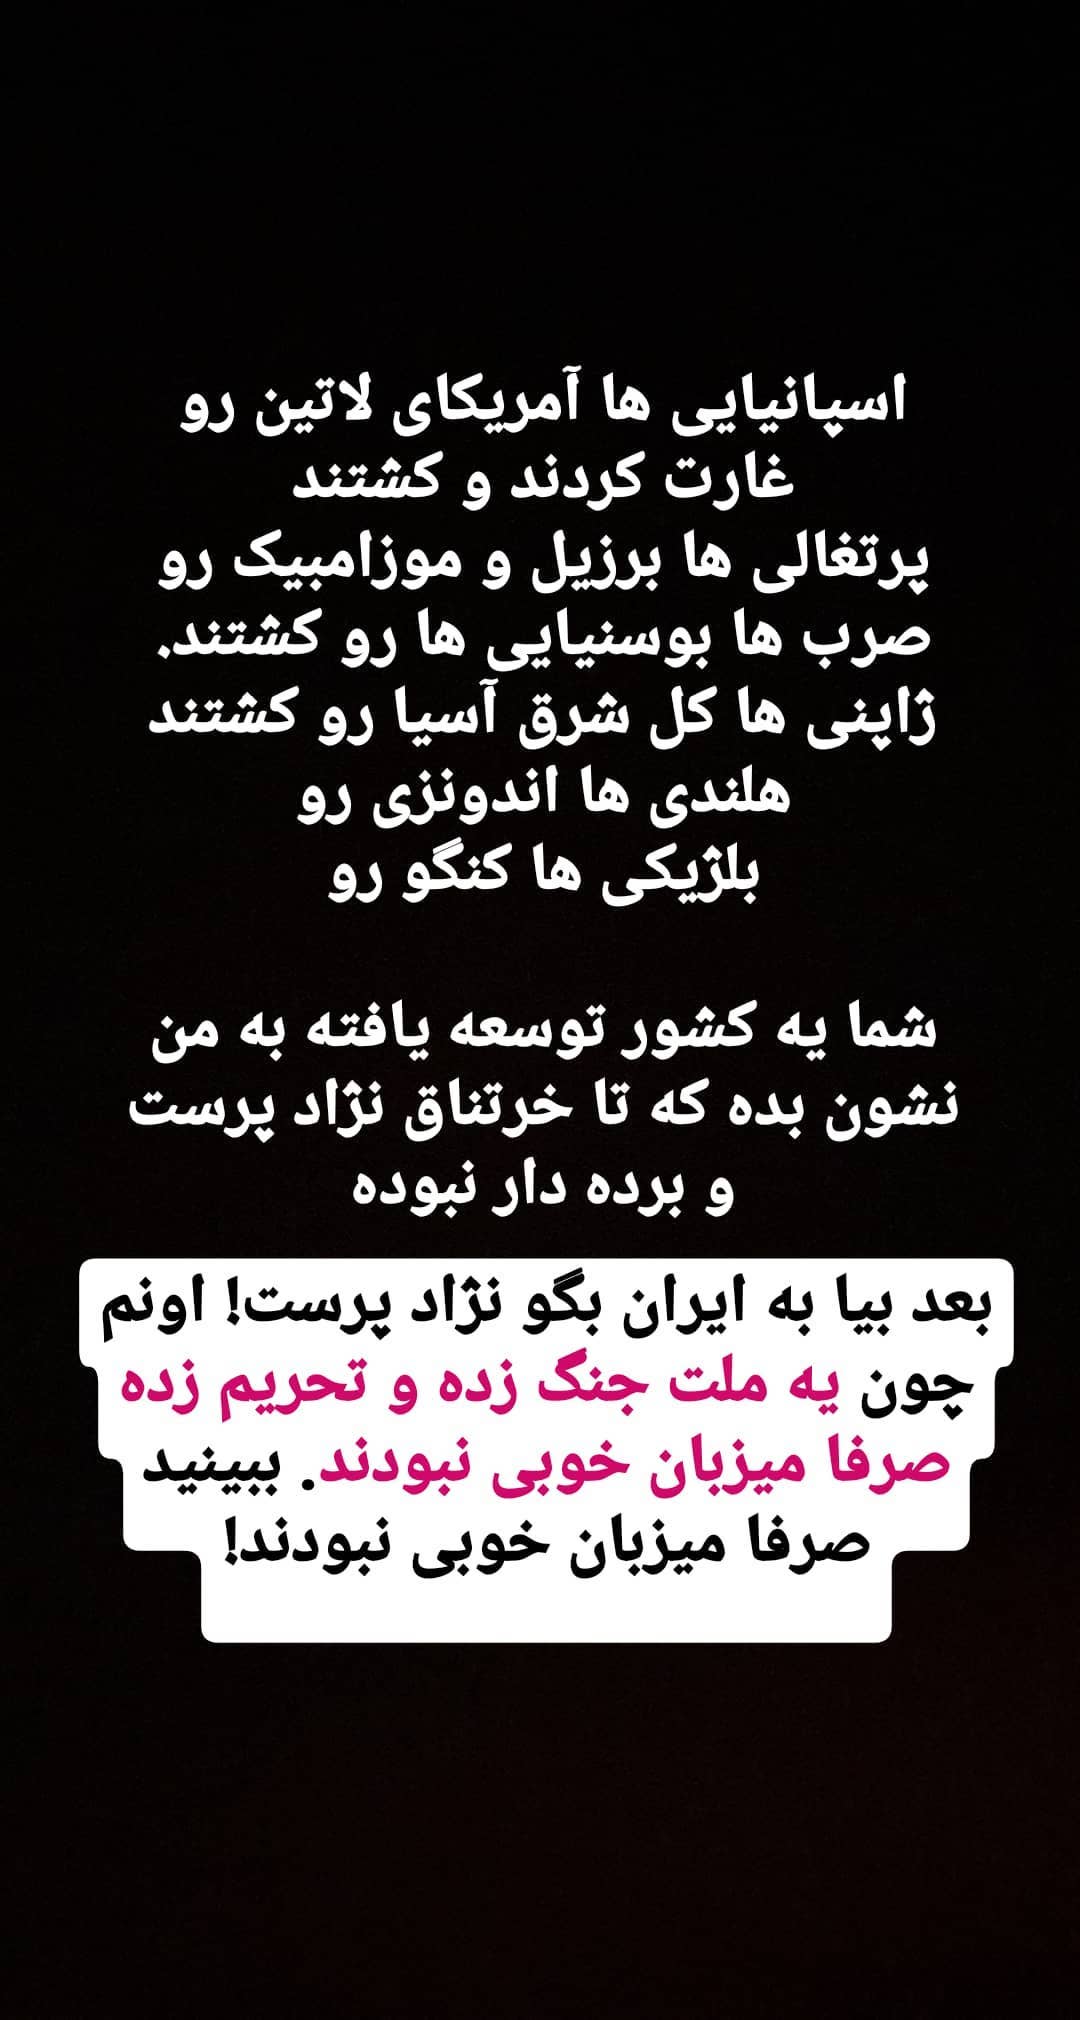 اسپانیایی ها آمریکای لاتین رو
غارت کردند و کشتند
پرتغالی ها برزیل و موزامبیک رو
صرب ها بوسنیایی ها رو کشتند.
ژاپنی ها کل شرق آسیا رو کشتند
هلندی ها اندونزی رو
بلژیکی ها کنگو رو
شما یه کشور توسعه یافته به من
نشون بده که تا خرتناق نژاد پرست
و برده دار نبوده
بعد بیا به ایران بگو نژاد پرست! اونم
چون یه ملت جنگ زده و تحریم زده
صرفا میزبان خوبی نبودند. ببینید
صرفا میزبان خوبی نبودند!